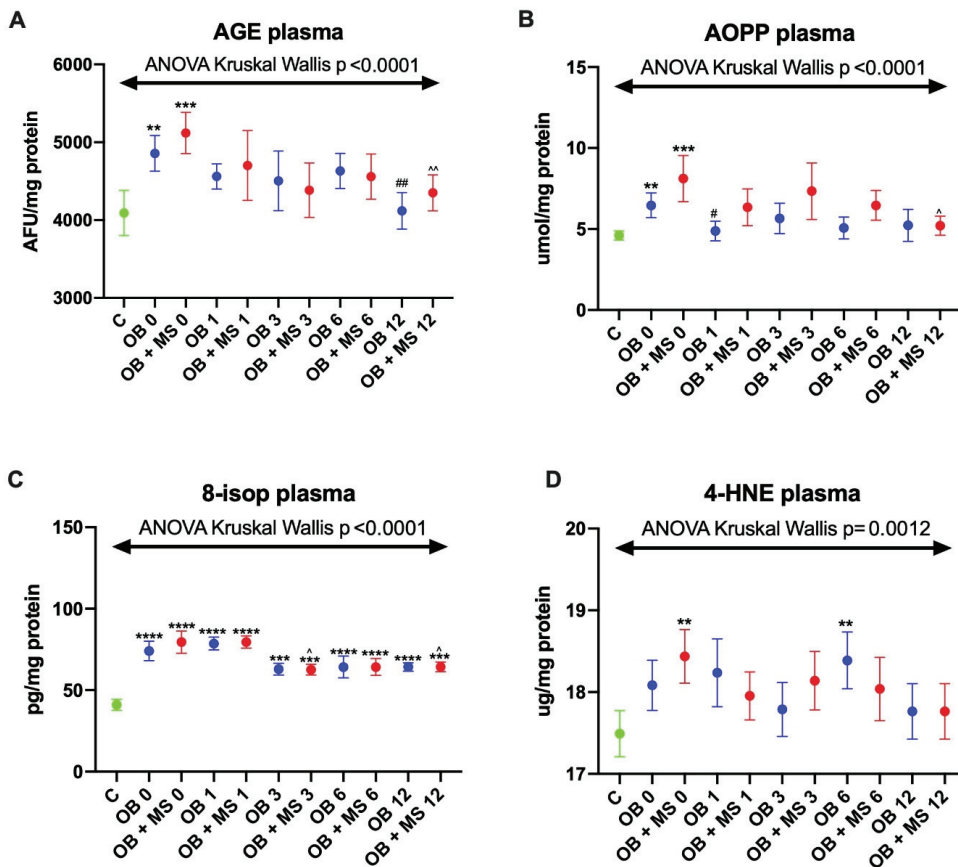 A
AGE plasma
ANOVA Kruskal Wallis p <0.0001
AFU/mg protein
6000
5000
4000
3000
** *** ## ^^
C OB 0 OB + MS 0 OB 1 OB + MS 1 OB 3 OB + MS 3 OB 6 OB + MS 6 OB 12 OB + MS 12
B
AOPP plasma
ANOVA Kruskal Wallis p <0.0001
umol/mg protein
15
10
5
0
** *** # ^
C OB 0 OB + MS 0 OB 1 OB + MS 1 OB 3 OB + MS 3 OB 6 OB + MS 6 OB 12 OB + MS 12
C
8-isop plasma
ANOVA Kruskal Wallis p <0.0001
pg/mg protein
150
100
50
0
^ ^
**** **** **** **** *** *** **** **** **** ***
C OB 0 OB + MS 0 OB 1 OB + MS 1 OB 3 OB + MS 3 OB 6 OB + MS 6 OB 12 OB + MS 12
D
4-HNE plasma
ANOVA Kruskal Wallis p= 0.0012
ug/mg protein
20
19
18
17
** **
C OB 0 OB + MS 0 OB 1 OB + MS 1 OB 3 OB + MS 3 OB 6 OB + MS 6 OB 12 OB + MS 12